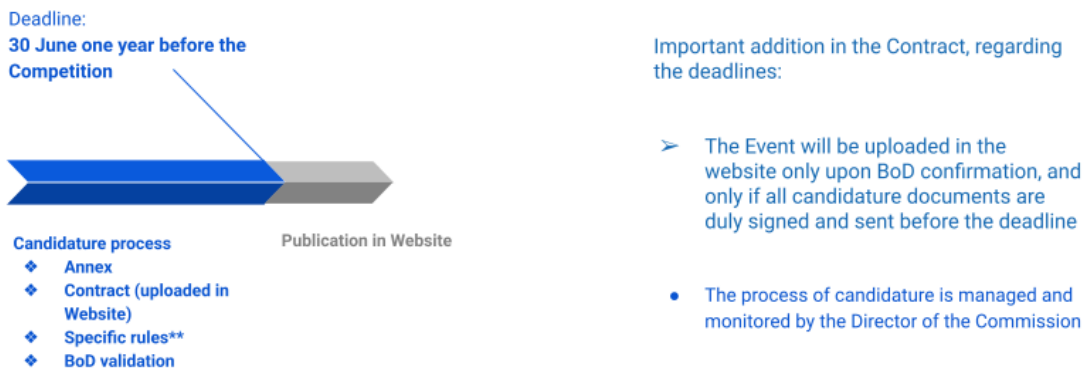 Deadline:
30 June one year before the
Competition
Candidature process
❖ Annex
❖ Contract (uploaded in
Website)
❖ Specific rules**
❖ BoD validation
Publication in Website
Important addition in the Contract, regarding
the deadlines:
➢ The Event will be uploaded in the
website only upon BoD confirmation, and
only if all candidature documents are
duly signed and sent before the deadline
● The process of candidature is managed and
monitored by the Director of the Commission